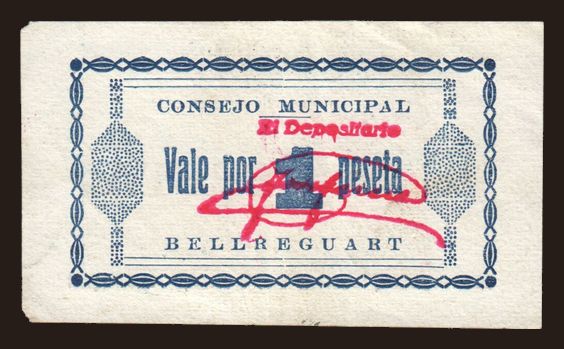 CONSEJO MUNICIPAL
El Depositario
Vale por 1 peseta
BELLREGUART